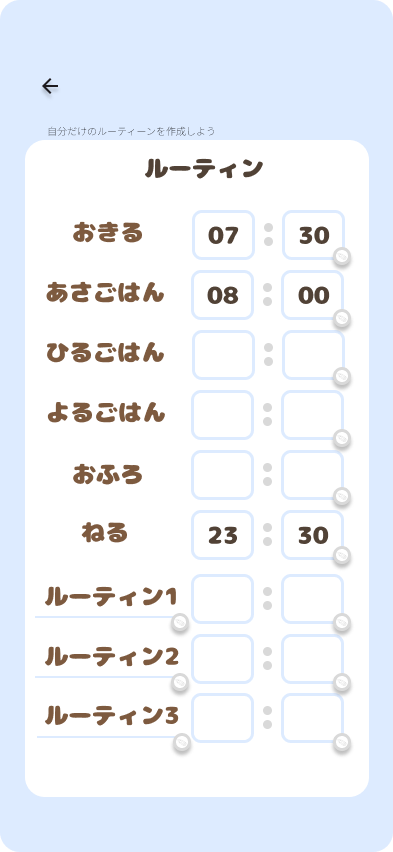 自分だけのルーティーンを作成しよう
ルーティン
おきる 07 : 30
あさごはん 08 : 00
ひるごはん :
よるごはん :
おふろ :
ねる 23 : 30
ルーティン1 :
ルーティン2 :
ルーティン3 :